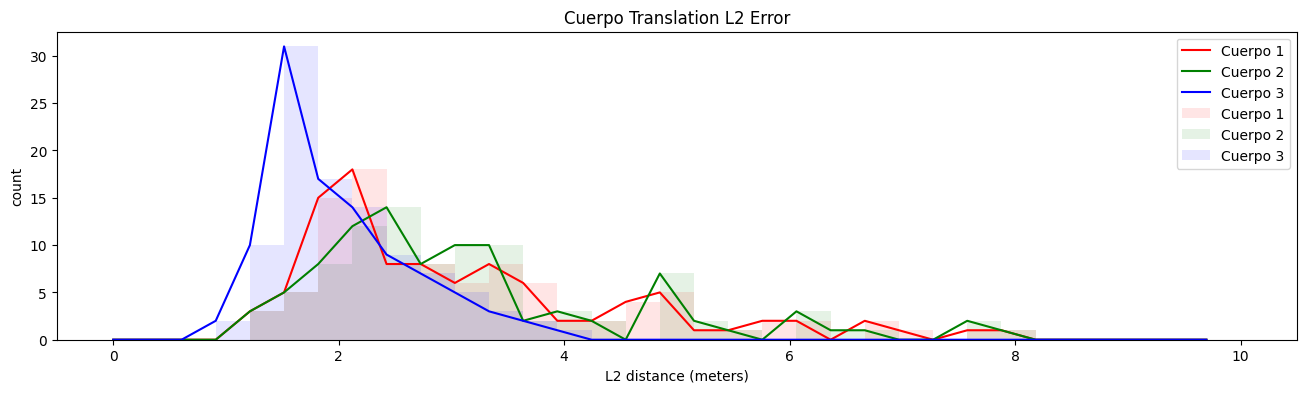 Cuerpo Translation L2 Error
30
25
20
15
10
5
0
count
0 2 4 6 8 10
L2 distance (meters)
Cuerpo 1
Cuerpo 2
Cuerpo 3
Cuerpo 1
Cuerpo 2
Cuerpo 3